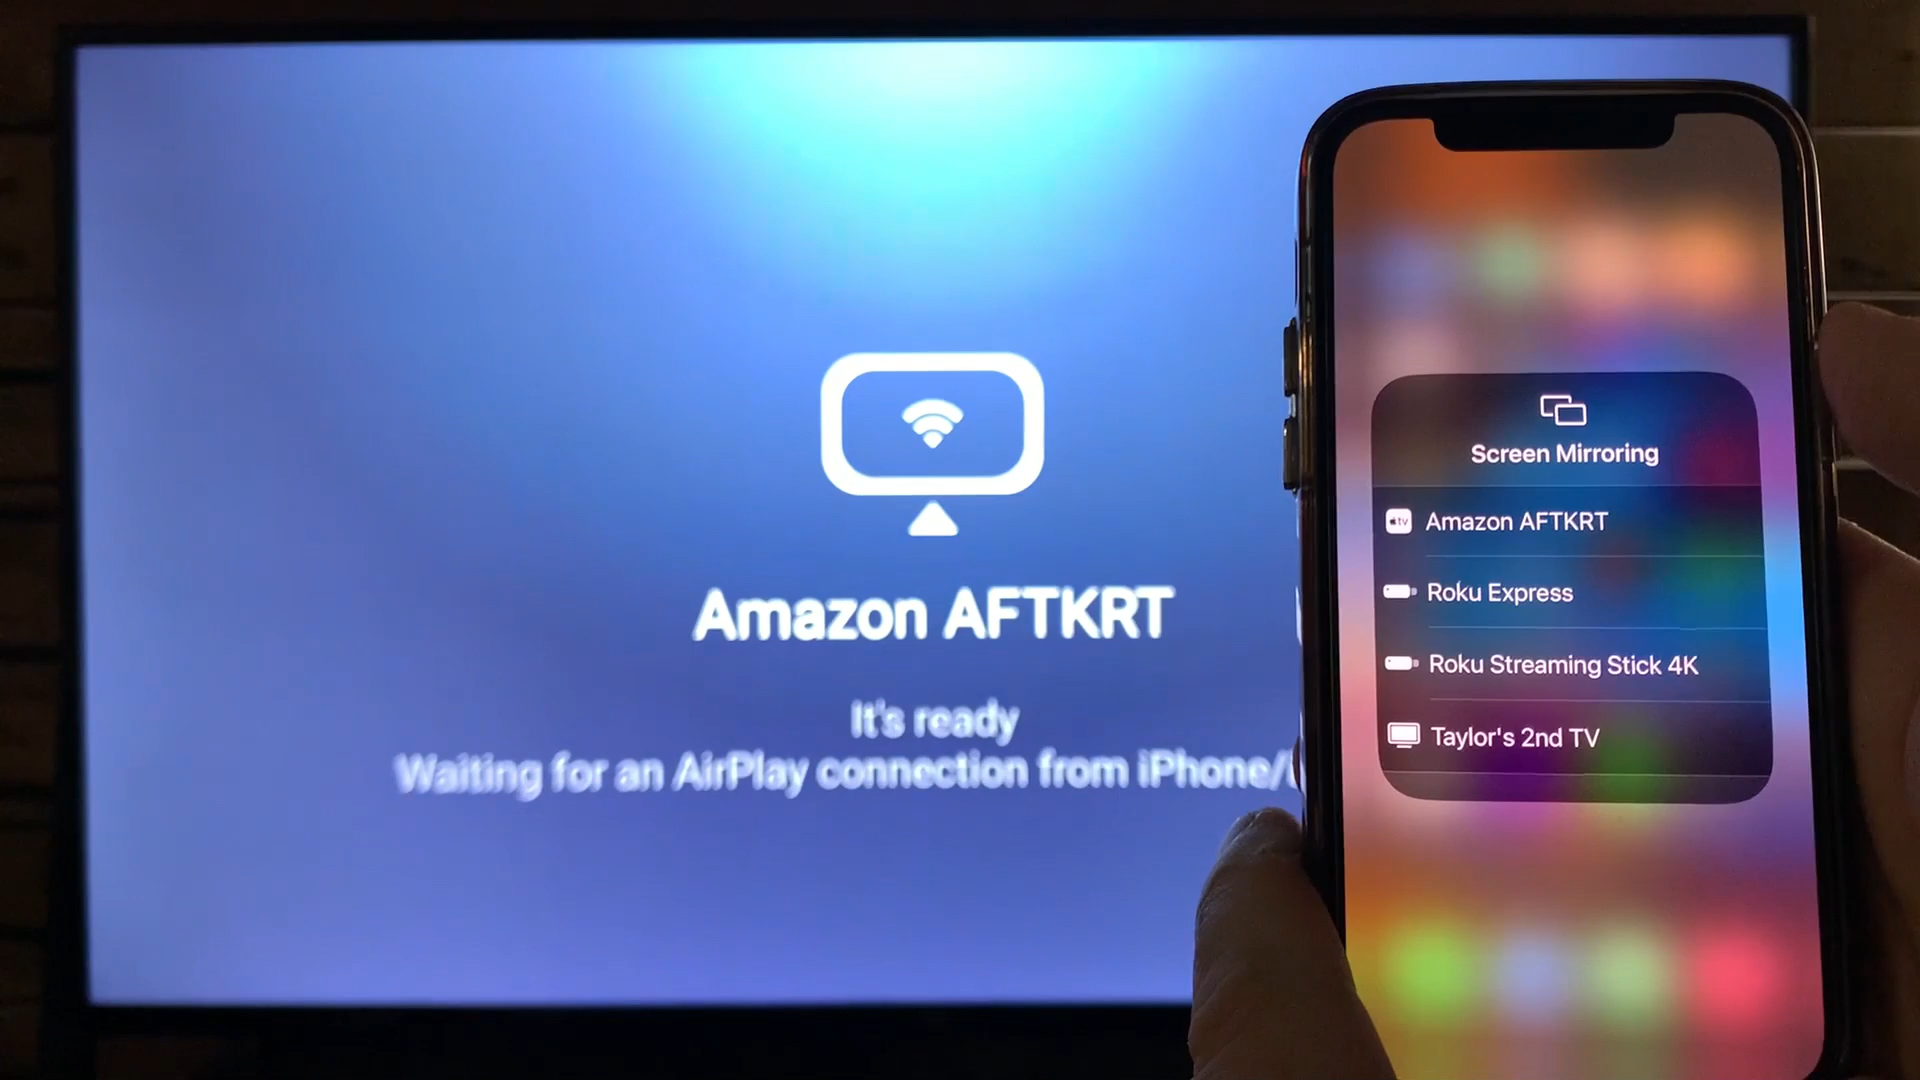 Amazon AFTKRT
It's ready
Waiting for an AirPlay connection from iPhone/
Screen Mirroring
tv Amazon AFTKRT
Roku Express
Roku Streaming Stick 4K
Taylor's 2nd TV